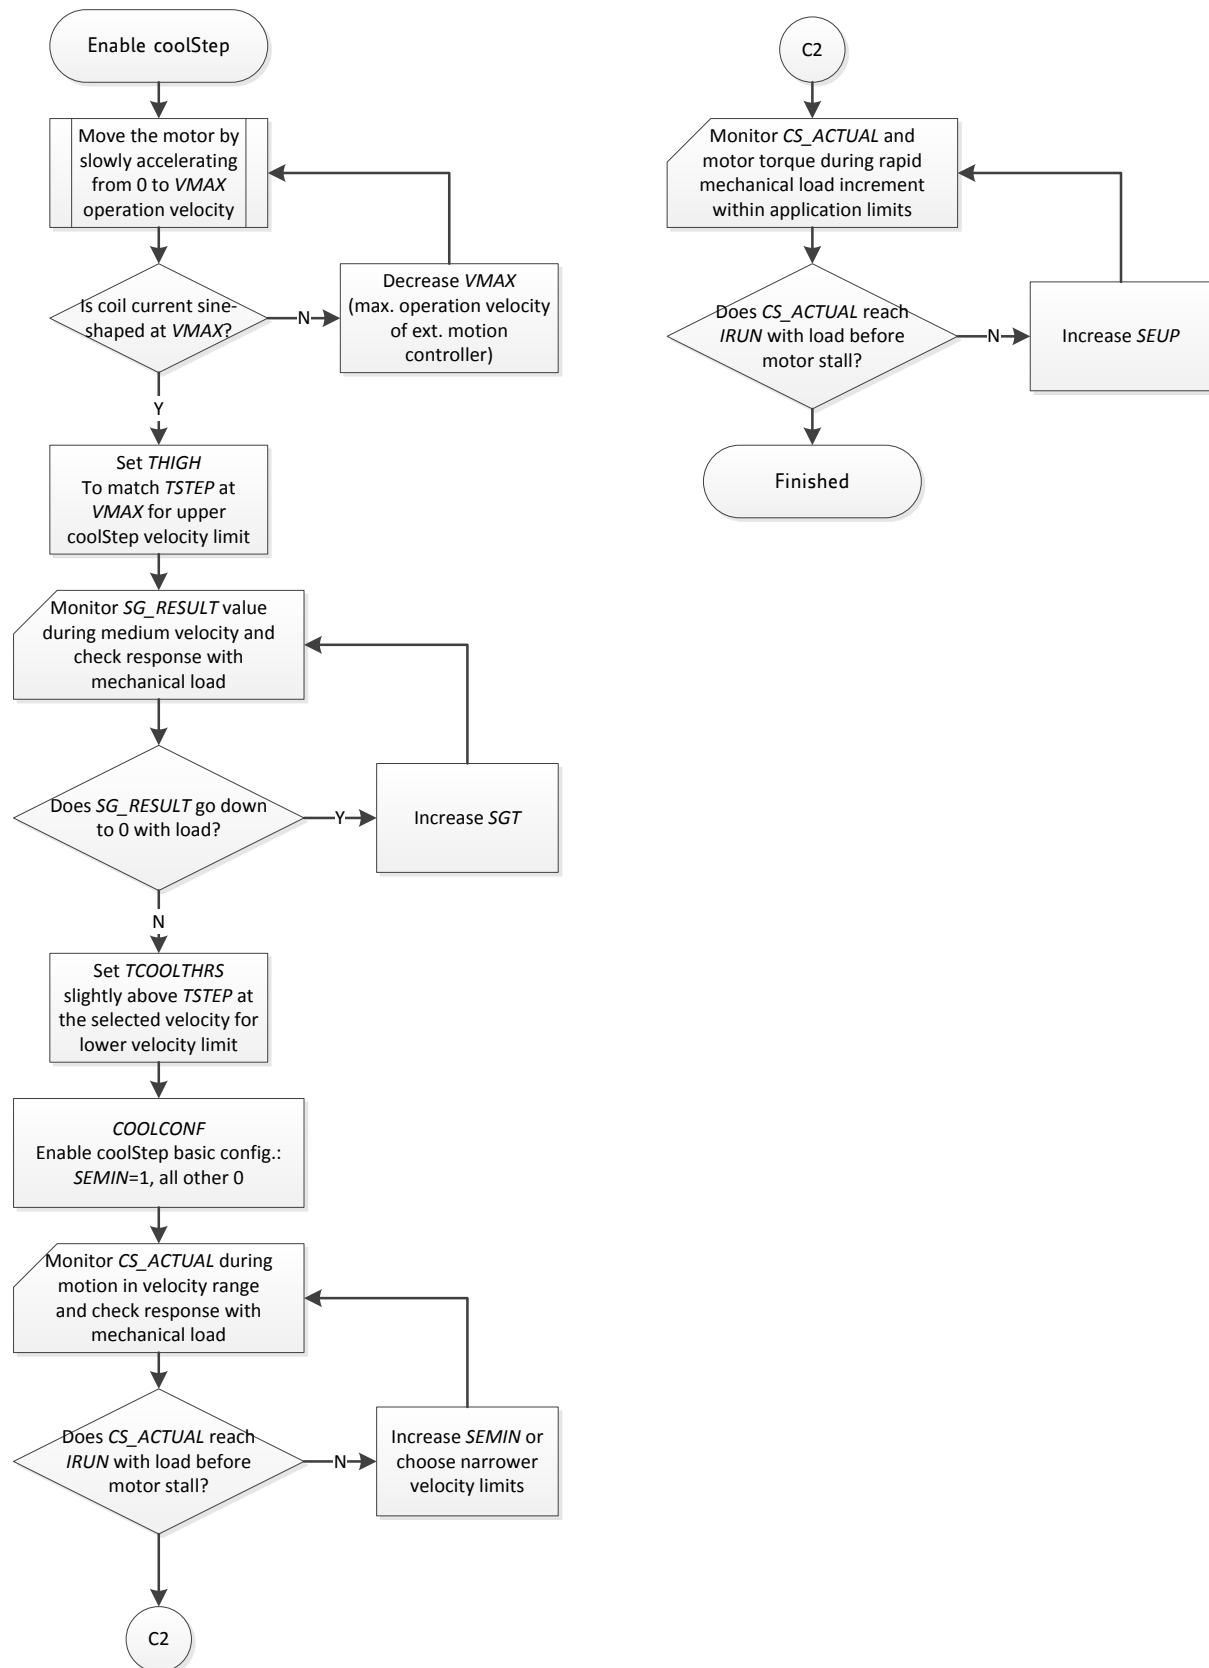 Enable coolStep
Move the motor by
slowly accelerating
from 0 to VMAX
operation velocity
Is coil current sine-
shaped at VMAX?
N
Decrease VMAX
(max. operation velocity
of ext. motion
controller)
Y
Set THIGH
To match TSTEP at
VMAX for upper
coolStep velocity limit
Monitor SG_RESULT value
during medium velocity and
check response with
mechanical load
Does SG_RESULT go down
to 0 with load?
Y
Increase SGT
N
Set TCOOLTHRS
slightly above TSTEP at
the selected velocity for
lower velocity limit
COOLCONF
Enable coolStep basic config.:
SEMIN=1, all other 0
Monitor CS_ACTUAL during
motion in velocity range
and check response with
mechanical load
Does CS_ACTUAL reach
IRUN with load before
motor stall?
N
Increase SEMIN or
choose narrower
velocity limits
C2
C2
Monitor CS_ACTUAL and
motor torque during rapid
mechanical load increment
within application limits
Does CS_ACTUAL reach
IRUN with load before
motor stall?
N
Increase SEUP
Finished